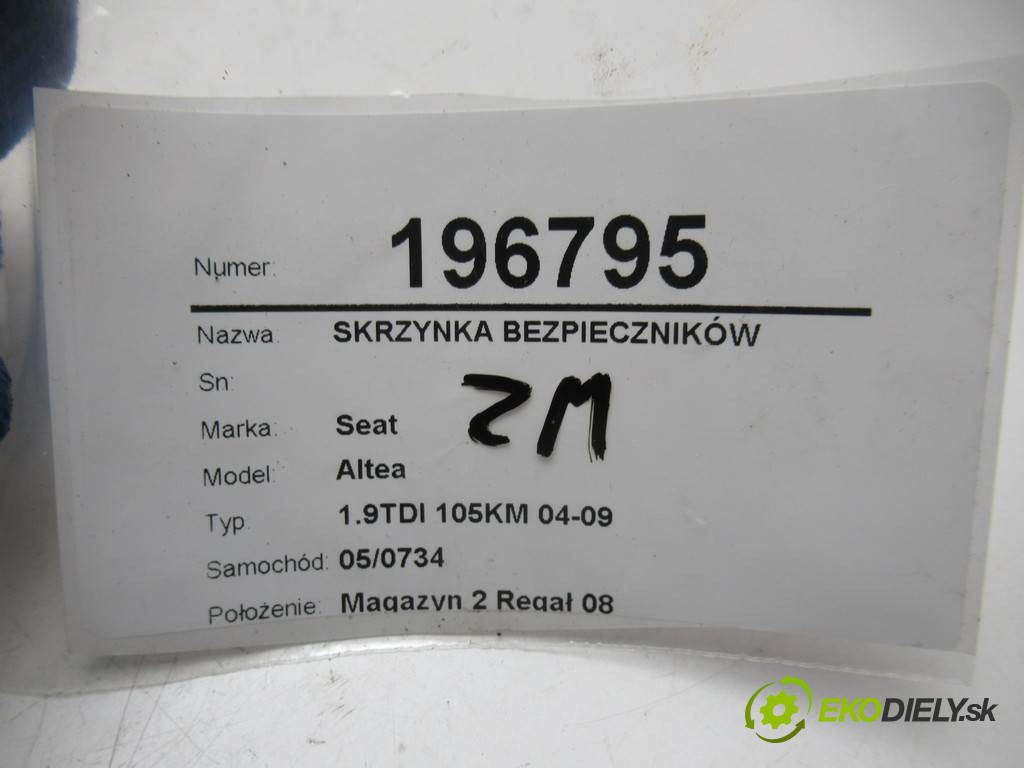 Numer: 196795
Nazwa: SKRZYNKA BEZPIECZNIKÓW
Sn:
ZM
Marka: Seat
Model: Altea
Typ: 1.9TDI 105KM 04-09
Samochód: 05/0734
Położenie: Magazyn 2 Regał 08
EKODIELY.sk